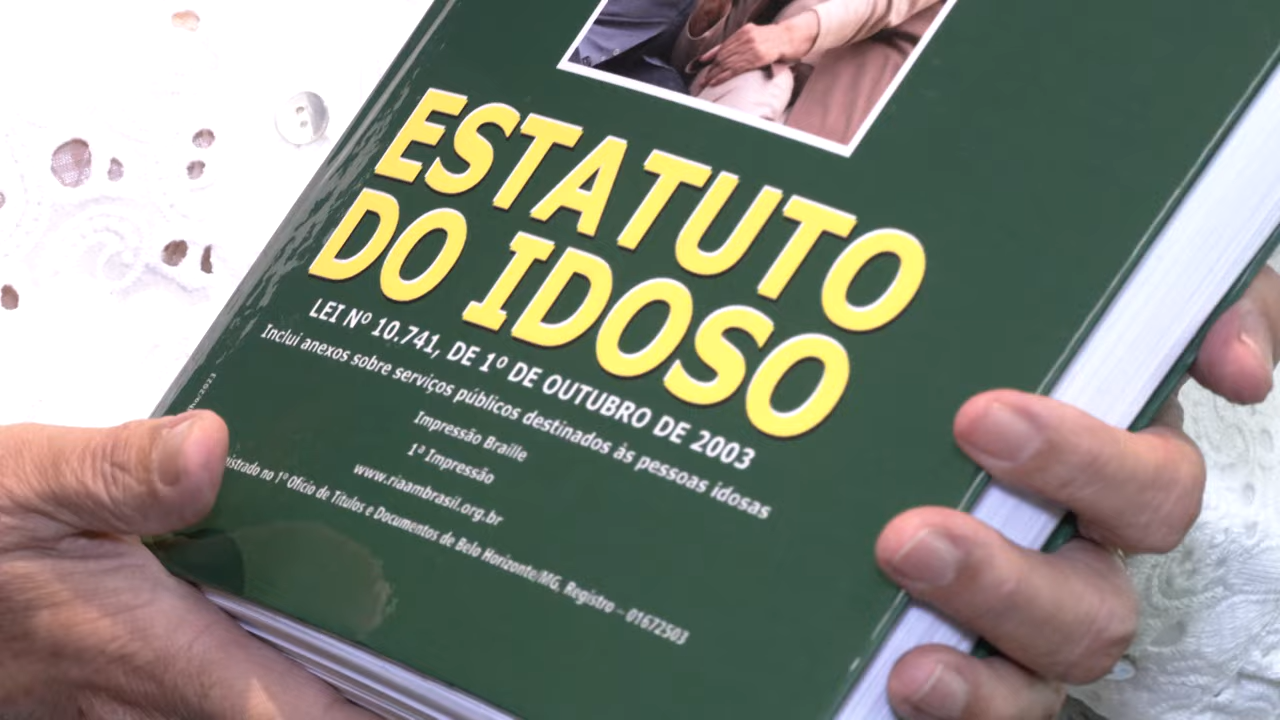 ESTATUTO
DO IDOSO
LEI Nº 10.741, DE 1º DE OUTUBRO DE 2003
Inclui anexos sobre serviços públicos destinados às pessoas idosas
Impressão Braille
1ª Impressão
www.riaambrasil.org.br
no 1º Ofício de Títulos e Documentos de Belo Horizonte/MG. Registro – 01672503